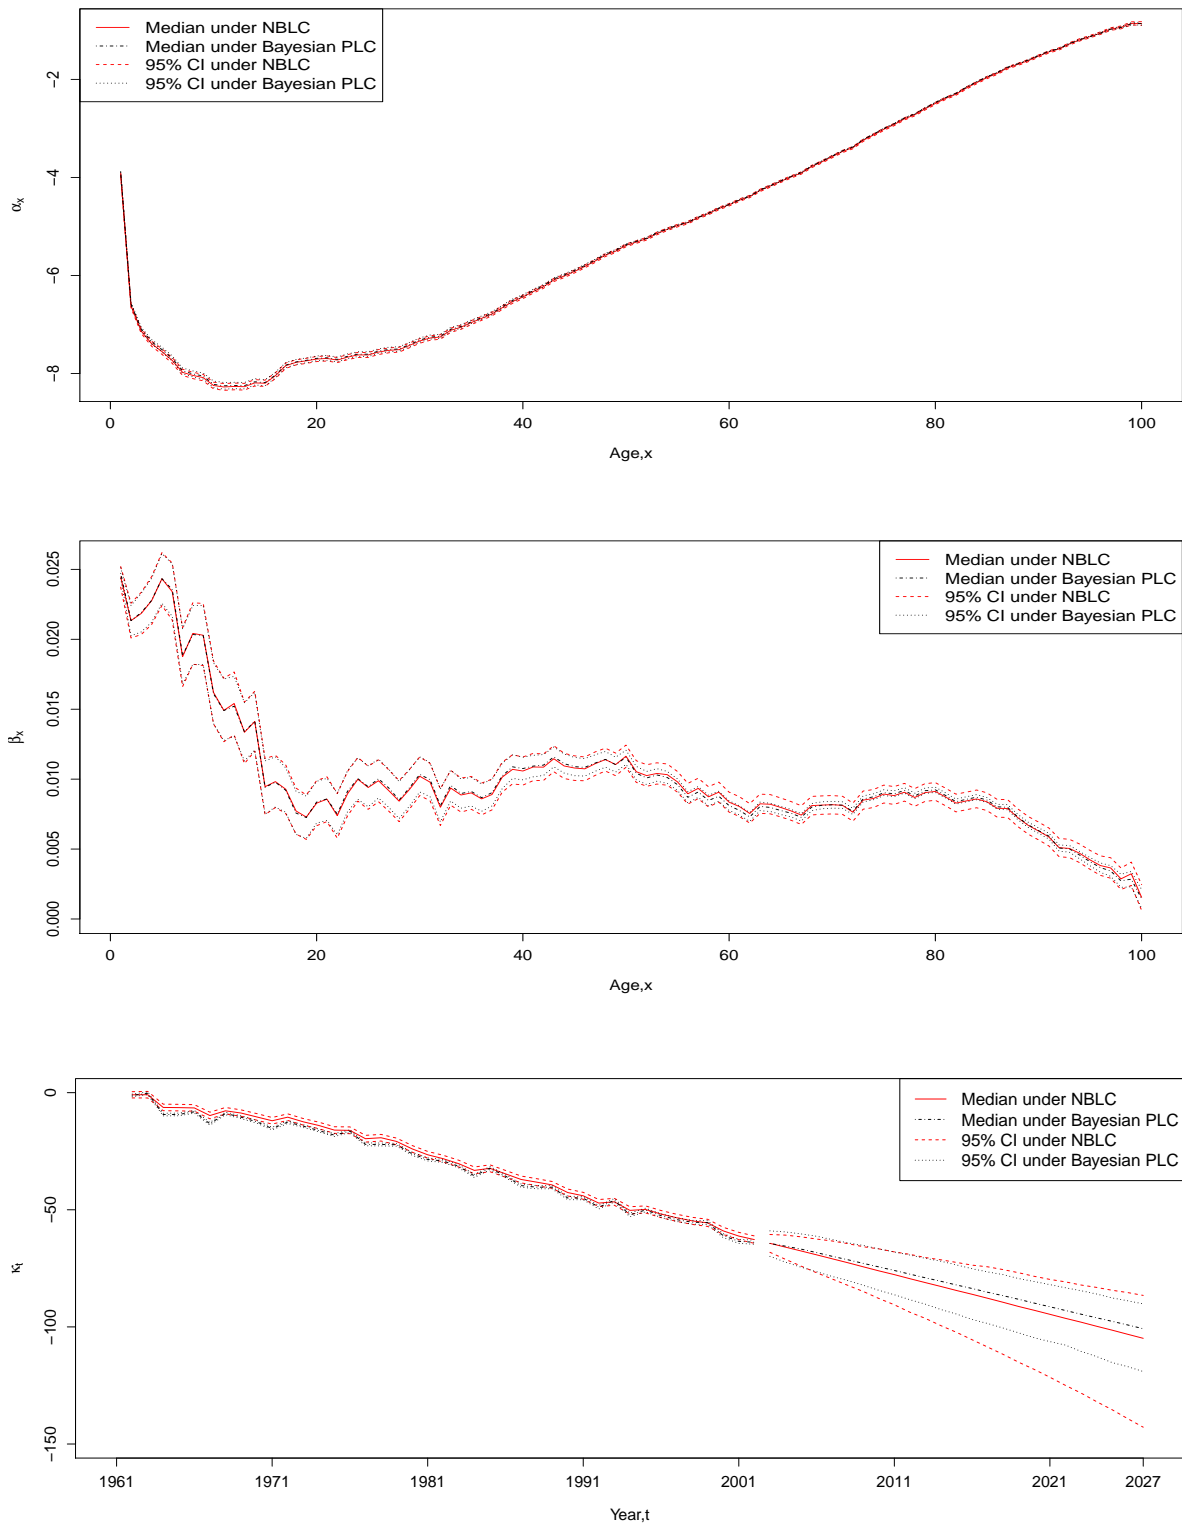 Median under NBLC
Median under Bayesian PLC
95% CI under NBLC
95% CI under Bayesian PLC
−2
−4
−6
−8
αx
0 20 40 60 80 100
Age,x
Median under NBLC
Median under Bayesian PLC
95% CI under NBLC
95% CI under Bayesian PLC
0.025
0.020
0.015
0.010
0.005
0.000
βx
0 20 40 60 80 100
Age,x
Median under NBLC
Median under Bayesian PLC
95% CI under NBLC
95% CI under Bayesian PLC
0
−50
−100
−150
κt
1961 1971 1981 1991 2001 2011 2021 2027
Year,t